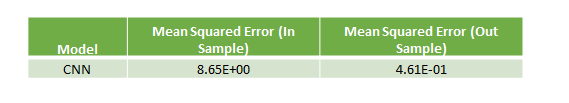 Model
Mean Squared Error (In
Sample)
Mean Squared Error (Out
Sample)
CNN
8.65E+00
4.61E-01